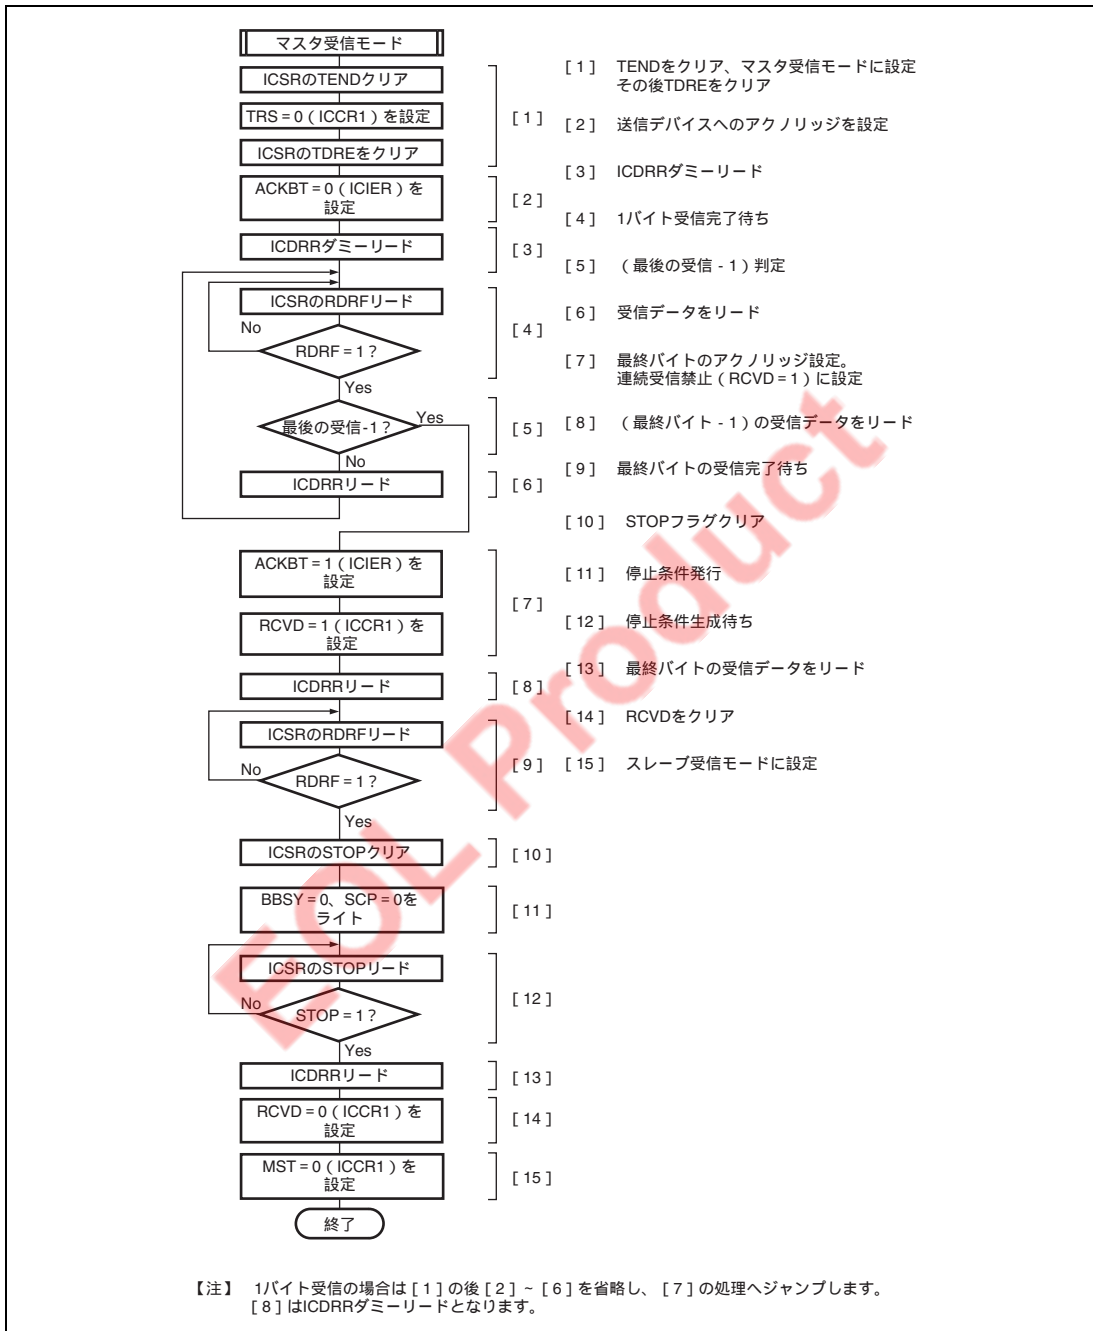 マスタ受信モード
ICSRのTENDクリア
TRS = 0 ( ICCR1 ) を設定
ICSRのTDREをクリア
[ 1 ]
ACKBT = 0 ( ICIER ) を
設定
[ 2 ]
ICDRRダミーリード
[ 3 ]
ICSRのRDRFリード
No
RDRF = 1 ?
[ 4 ]
Yes
最後の受信-1?
Yes
[ 5 ]
No
ICDRRリード
[ 6 ]
ACKBT = 1 ( ICIER ) を
設定
RCVD = 1 ( ICCR1 ) を
設定
[ 7 ]
ICDRRリード
[ 8 ]
ICSRのRDRFリード
No
RDRF = 1 ?
[ 9 ]
Yes
ICSRのSTOPクリア
[ 10 ]
BBSY = 0、SCP = 0を
ライト
[ 11 ]
ICSRのSTOPリード
No
STOP = 1 ?
[ 12 ]
Yes
ICDRRリード
[ 13 ]
RCVD = 0 ( ICCR1 ) を
設定
[ 14 ]
MST = 0 ( ICCR1 ) を
設定
[ 15 ]
終了
[ 1 ] TENDをクリア、マスタ受信モードに設定
その後TDREをクリア
[ 2 ] 送信デバイスへのアクノリッジを設定
[ 3 ] ICDRRダミーリード
[ 4 ] 1バイト受信完了待ち
[ 5 ] ( 最後の受信 - 1 ) 判定
[ 6 ] 受信データをリード
[ 7 ] 最終バイトのアクノリッジ設定。
連続受信禁止 ( RCVD = 1 ) に設定
[ 8 ] ( 最終バイト - 1 ) の受信データをリード
[ 9 ] 最終バイトの受信完了待ち
[ 10 ] STOPフラグクリア
[ 11 ] 停止条件発行
[ 12 ] 停止条件生成待ち
[ 13 ] 最終バイトの受信データをリード
[ 14 ] RCVDをクリア
[ 15 ] スレーブ受信モードに設定
EOL Product
【注】 1バイト受信の場合は [ 1 ] の後 [ 2 ] ~ [ 6 ] を省略し、 [ 7 ] の処理へジャンプします。
[ 8 ] はICDRRダミーリードとなります。